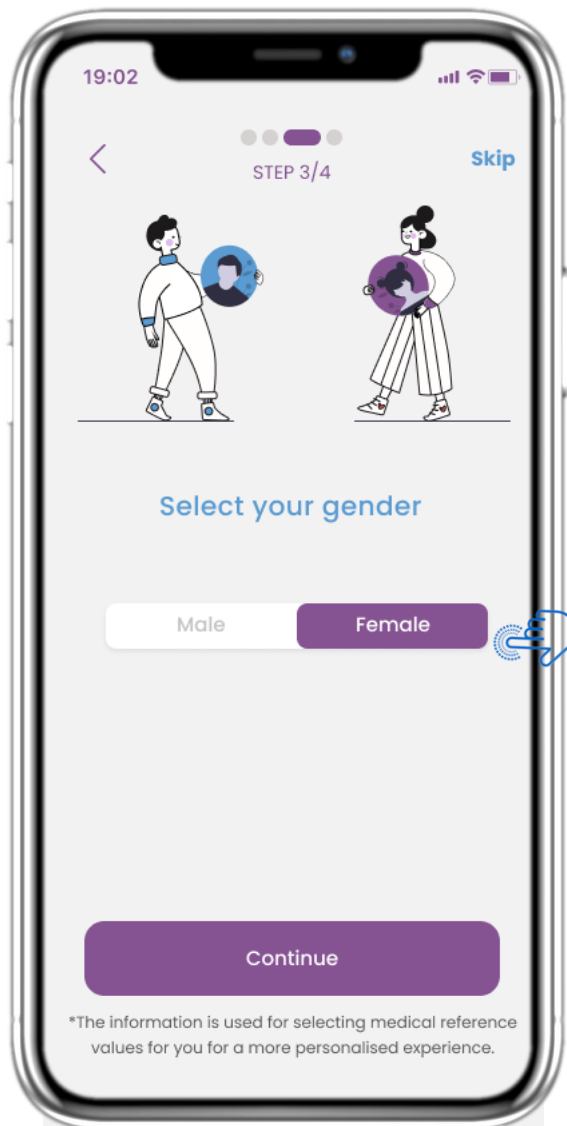 19:02
Skip
STEP 3/4
Select your gender
Male Female
Continue
*The information is used for selecting medical reference
values for you for a more personalised experience.